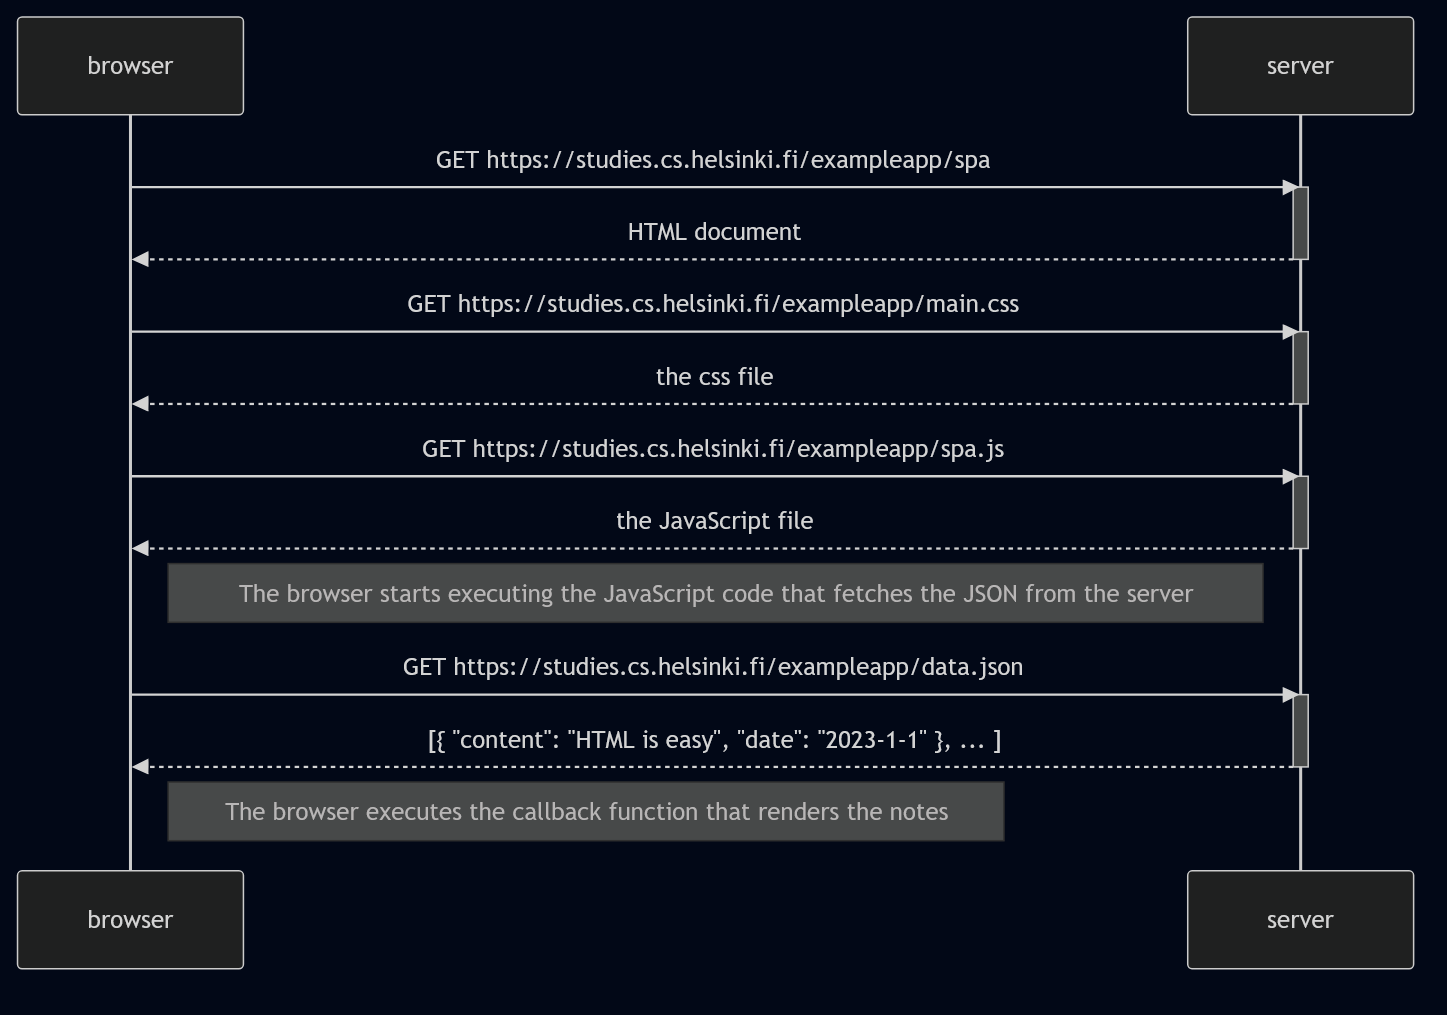 browser
server
GET https://studies.cs.helsinki.fi/exampleapp/spa
HTML document
GET https://studies.cs.helsinki.fi/exampleapp/main.css
the css file
GET https://studies.cs.helsinki.fi/exampleapp/spa.js
the JavaScript file
The browser starts executing the JavaScript code that fetches the JSON from the server
GET https://studies.cs.helsinki.fi/exampleapp/data.json
[{ "content": "HTML is easy", "date": "2023-1-1" }, ... ]
The browser executes the callback function that renders the notes
browser
server